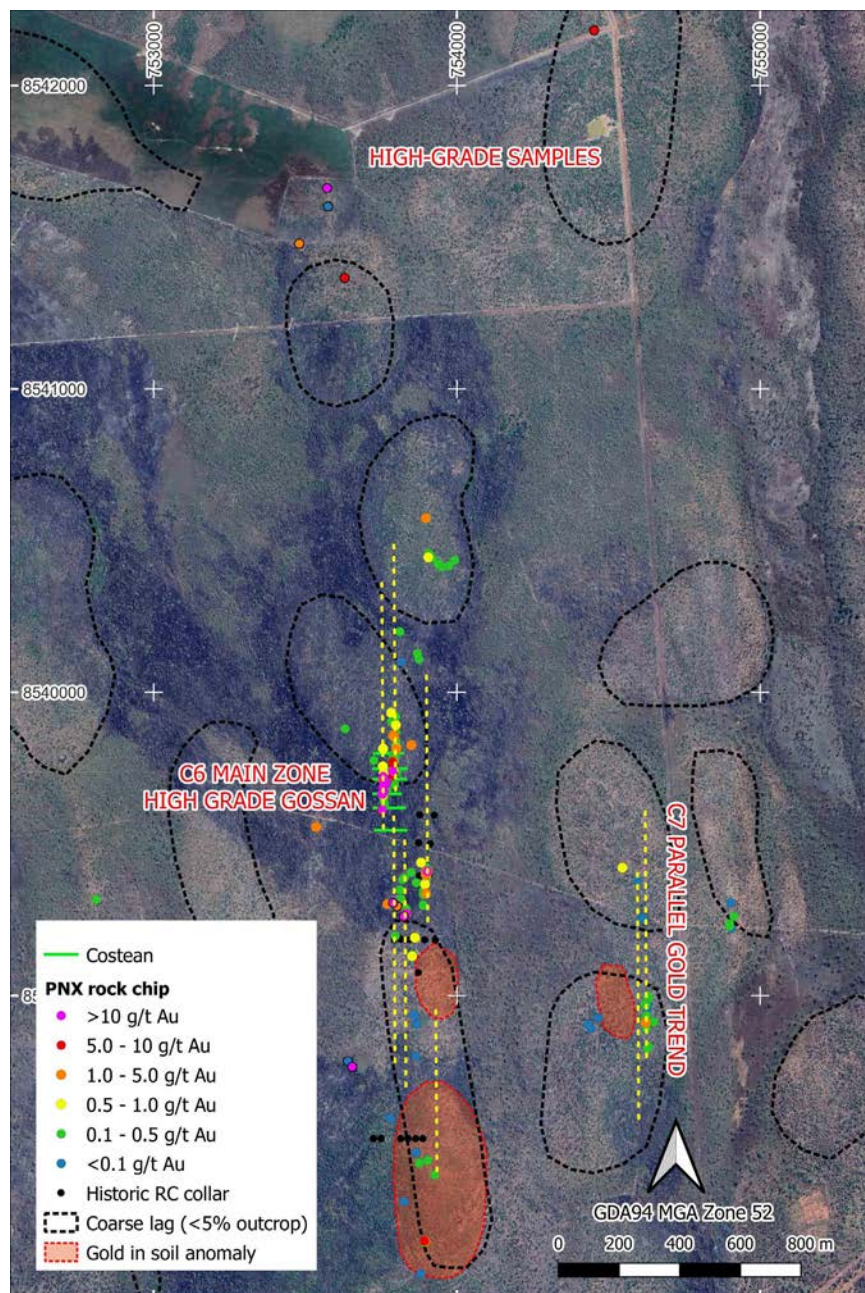 753000
754000
755000
8542000
HIGH-GRADE SAMPLES
8541000
8540000
C6 MAIN ZONE
HIGH GRADE GOSSAN
C7 PARALLEL GOLD TREND
85
Costean
PNX rock chip
>10 g/t Au
5.0 - 10 g/t Au
1.0 - 5.0 g/t Au
0.5 - 1.0 g/t Au
0.1 - 0.5 g/t Au
<0.1 g/t Au
Historic RC collar
Coarse lag (<5% outcrop)
Gold in soil anomaly
GDA94 MGA Zone 52
0 200 400 600 800 m